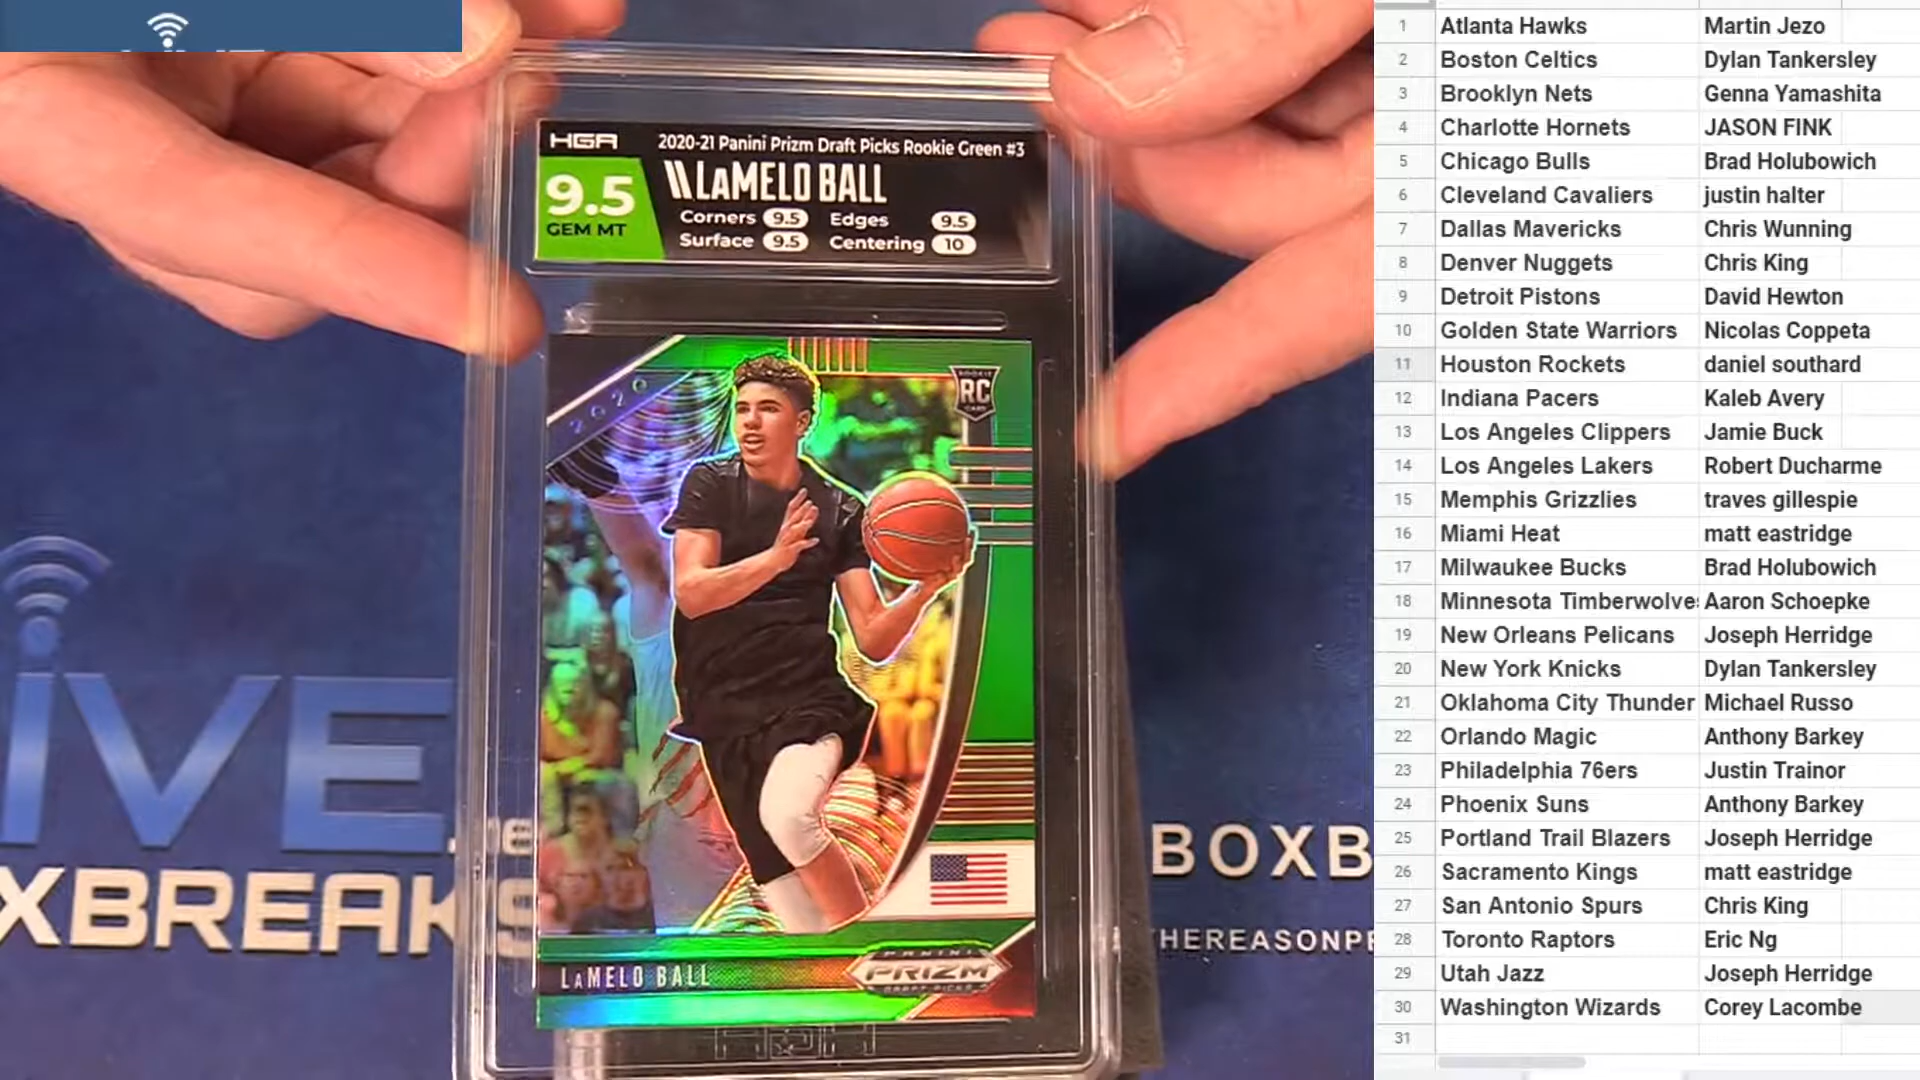 HGA
2020-21 Panini Prizm Draft Picks Rookie Green #3
LAMELO BALL
9.5
GEM MT
Corners 9.5 Edges 9.5
Surface 9.5 Centering 10
2020
ROOKIE
RC
CARD
LAMELO BALL
PANINI
PRIZM
DRAFT PICKS
iVE
XBREAKS
BOXB
HEREASONP
1 Atlanta Hawks Martin Jezo
2 Boston Celtics Dylan Tankersley
3 Brooklyn Nets Genna Yamashita
4 Charlotte Hornets JASON FINK
5 Chicago Bulls Brad Holubowich
6 Cleveland Cavaliers justin halter
7 Dallas Mavericks Chris Wunning
8 Denver Nuggets Chris King
9 Detroit Pistons David Hewton
10 Golden State Warriors Nicolas Coppeta
11 Houston Rockets daniel southard
12 Indiana Pacers Kaleb Avery
13 Los Angeles Clippers Jamie Buck
14 Los Angeles Lakers Robert Ducharme
15 Memphis Grizzlies traves gillespie
16 Miami Heat matt eastridge
17 Milwaukee Bucks Brad Holubowich
18 Minnesota Timberwolve Aaron Schoepke
19 New Orleans Pelicans Joseph Herridge
20 New York Knicks Dylan Tankersley
21 Oklahoma City Thunder Michael Russo
22 Orlando Magic Anthony Barkey
23 Philadelphia 76ers Justin Trainor
24 Phoenix Suns Anthony Barkey
25 Portland Trail Blazers Joseph Herridge
26 Sacramento Kings matt eastridge
27 San Antonio Spurs Chris King
28 Toronto Raptors Eric Ng
29 Utah Jazz Joseph Herridge
30 Washington Wizards Corey Lacombe
31